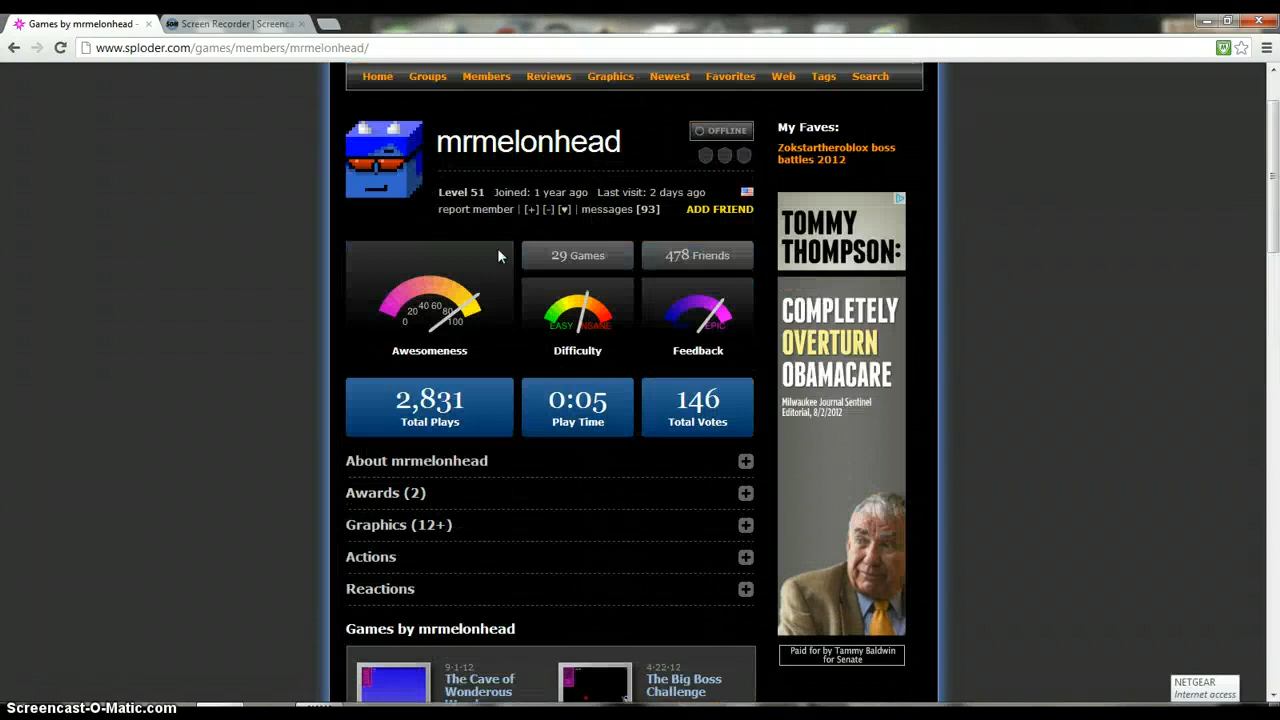 Games by mrmelonhead -
Screen Recorder | Screenca
www.sploder.com/games/members/mrmelonhead/
Home Groups Members Reviews Graphics Newest Favorites Web Tags Search
mrmelonhead
OFFLINE
Level 51 Joined: 1 year ago Last visit: 2 days ago
report member | [+] [-] [♥] | messages [93] ADD FRIEND
29 Games
478 Friends
0 20 40 60 80 100
Awesomeness
EASY INSANE
Difficulty
EPIC
Feedback
2,831
Total Plays
0:05
Play Time
146
Total Votes
About mrmelonhead
Awards (2)
Graphics (12+)
Actions
Reactions
Games by mrmelonhead
9-1-12
The Cave of
Wonderous
4-22-12
The Big Boss
Challenge
My Faves:
Zokstartheroblox boss
battles 2012
TOMMY
THOMPSON:
COMPLETELY
OVERTURN
OBAMACARE
Milwaukee Journal Sentinel
Editorial, 8/2/2012
Paid for by Tammy Baldwin
for Senate
NETGEAR
Internet access
Screencast-O-Matic.com